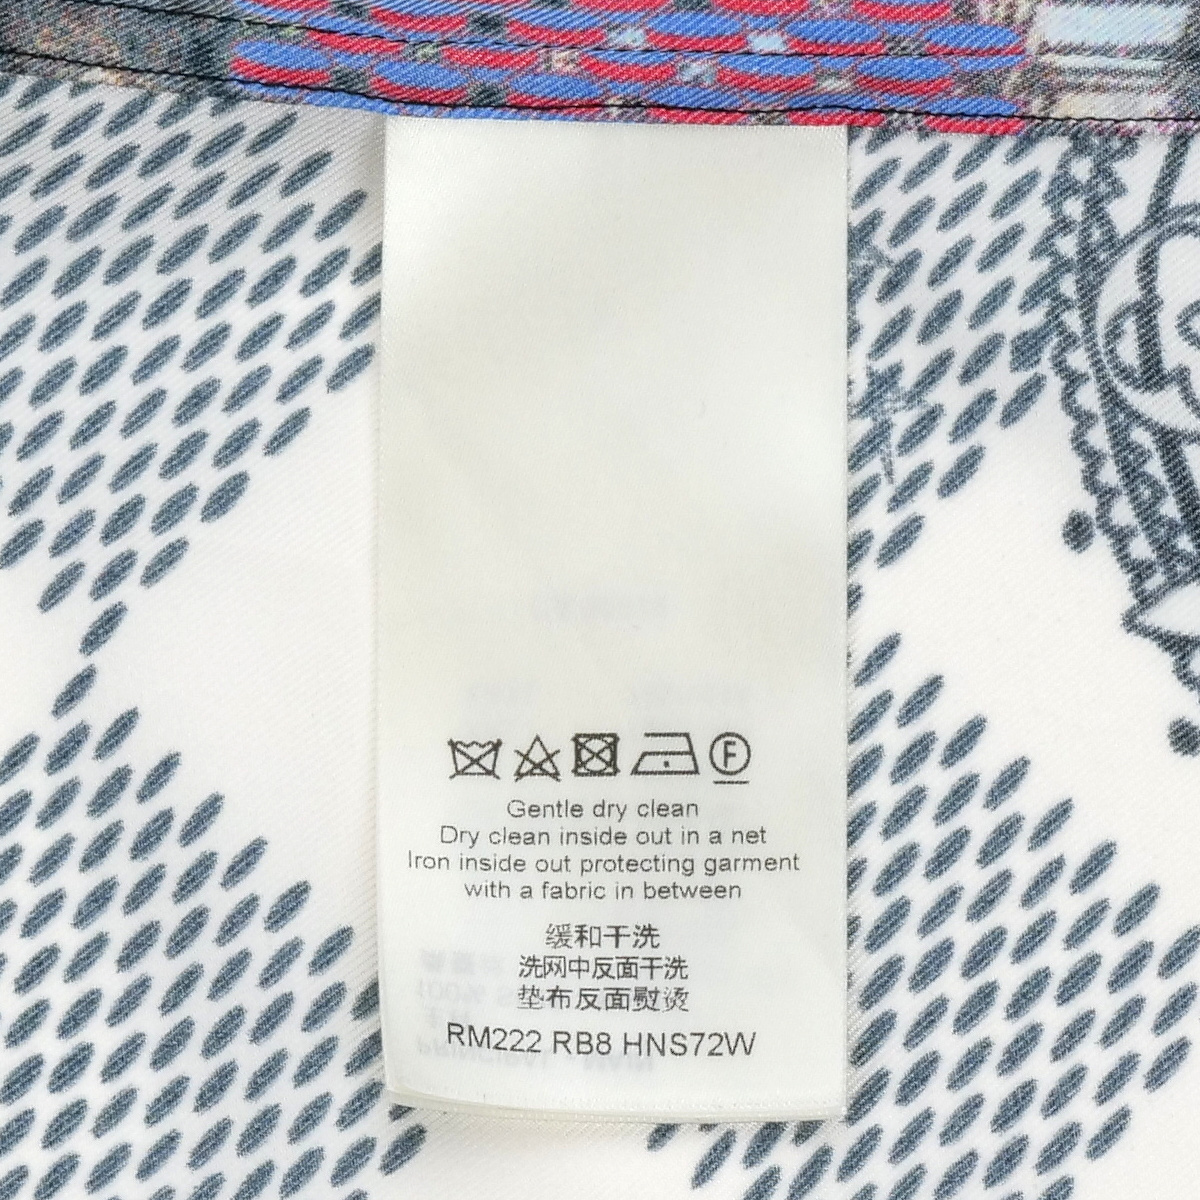 F
Gentle dry clean
Dry clean inside out in a net
Iron inside out protecting garment
with a fabric in between
缓和干洗
洗网中反面干洗
垫布反面熨烫
RM222 RB8 HNS72W